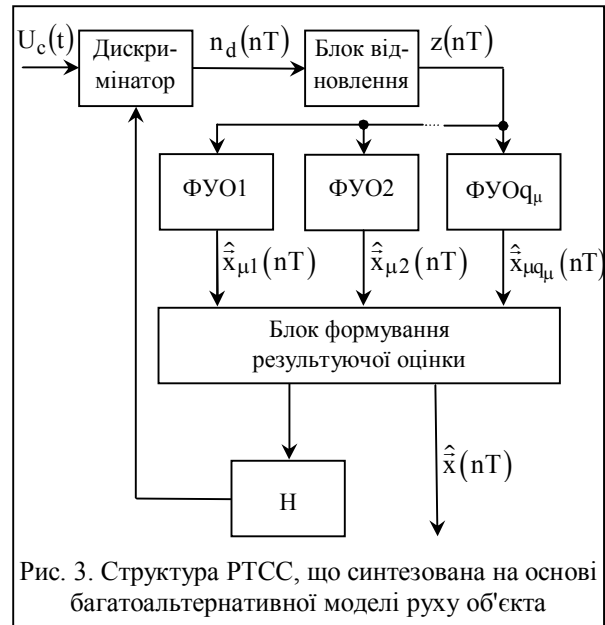 U_c(t)
Дискри-
мінатор
n_d(nT)
Блок від-
новлення
z(nT)
ФУО1
ФУО2
ФУОq_μ
x̂⃗_μ1(nT)
x̂⃗_μ2(nT)
x̂⃗_μq_μ(nT)
Блок формування
результуючої оцінки
Н
x̂⃗(nT)
Рис. 3. Структура РТСС, що синтезована на основі
багатоальтернативної моделі руху об'єкта